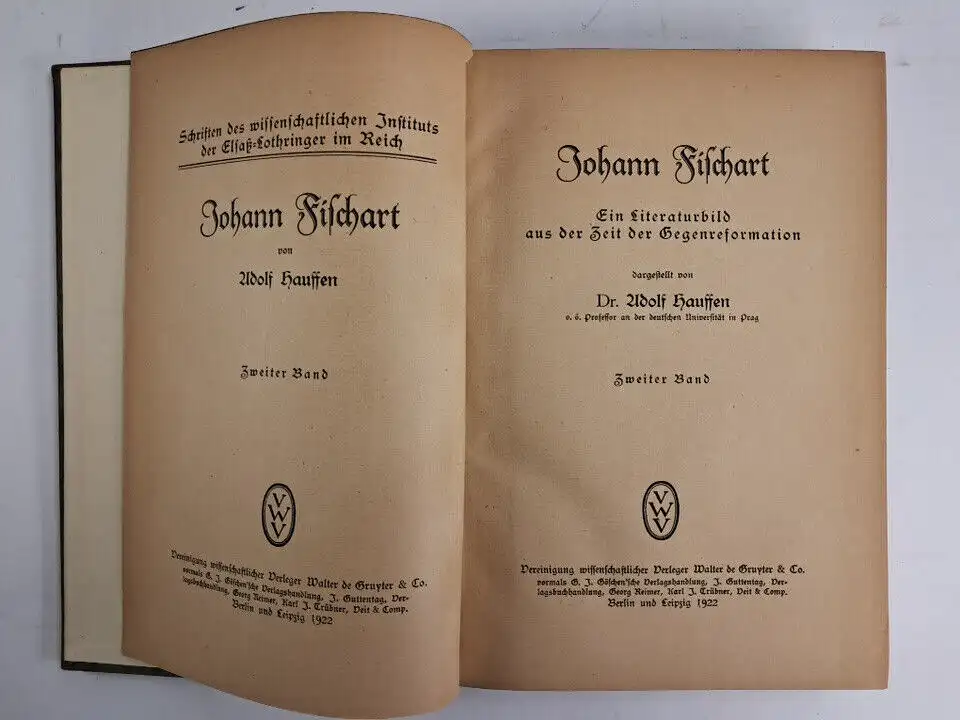 Schriften des wissenschaftlichen Instituts
der Elsaß-Lothringer im Reich
Johann Fischart
von
Adolf Hauffen
Zweiter Band
VWV
Vereinigung wissenschaftlicher Verleger Walter de Gruyter & Co.
vormals G. J. Göschen'sche Verlagshandlung, J. Guttentag, Ver-
lagsbuchhandlung, Georg Reimer, Karl J. Trübner, Veit & Comp.
Berlin und Leipzig 1922
Johann Fischart
Ein Literaturbild
aus der Zeit der Gegenreformation
dargestellt von
Dr. Adolf Hauffen
o. ö. Professor an der deutschen Universität in Prag
Zweiter Band
VWV
Vereinigung wissenschaftlicher Verleger Walter de Gruyter & Co.
vormals G. J. Göschen'sche Verlagshandlung, J. Guttentag, Ver-
lagsbuchhandlung, Georg Reimer, Karl J. Trübner, Veit & Comp.
Berlin und Leipzig 1922